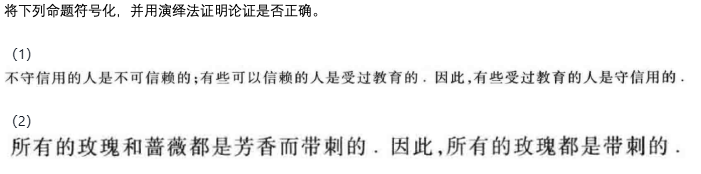 将下列命题符号化，并用演绎法证明论证是否正确。
（1）
不守信用的人是不可信赖的;有些可以信赖的人是受过教育的．因此,有些受过教育的人是守信用的．
（2）
所有的玫瑰和蔷薇都是芳香而带刺的．因此,所有的玫瑰都是带刺的．